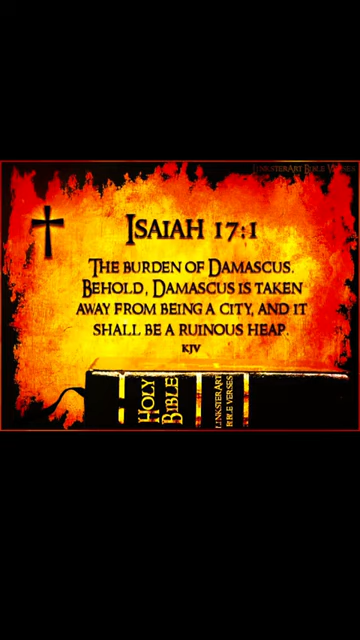 LinksterArt Bible Verses
Isaiah 17:1
The burden of Damascus.
Behold, Damascus is taken
away from being a city, and it
shall be a ruinous heap.
KJV
Holy
Bible
LinksterArt
Bible Verses